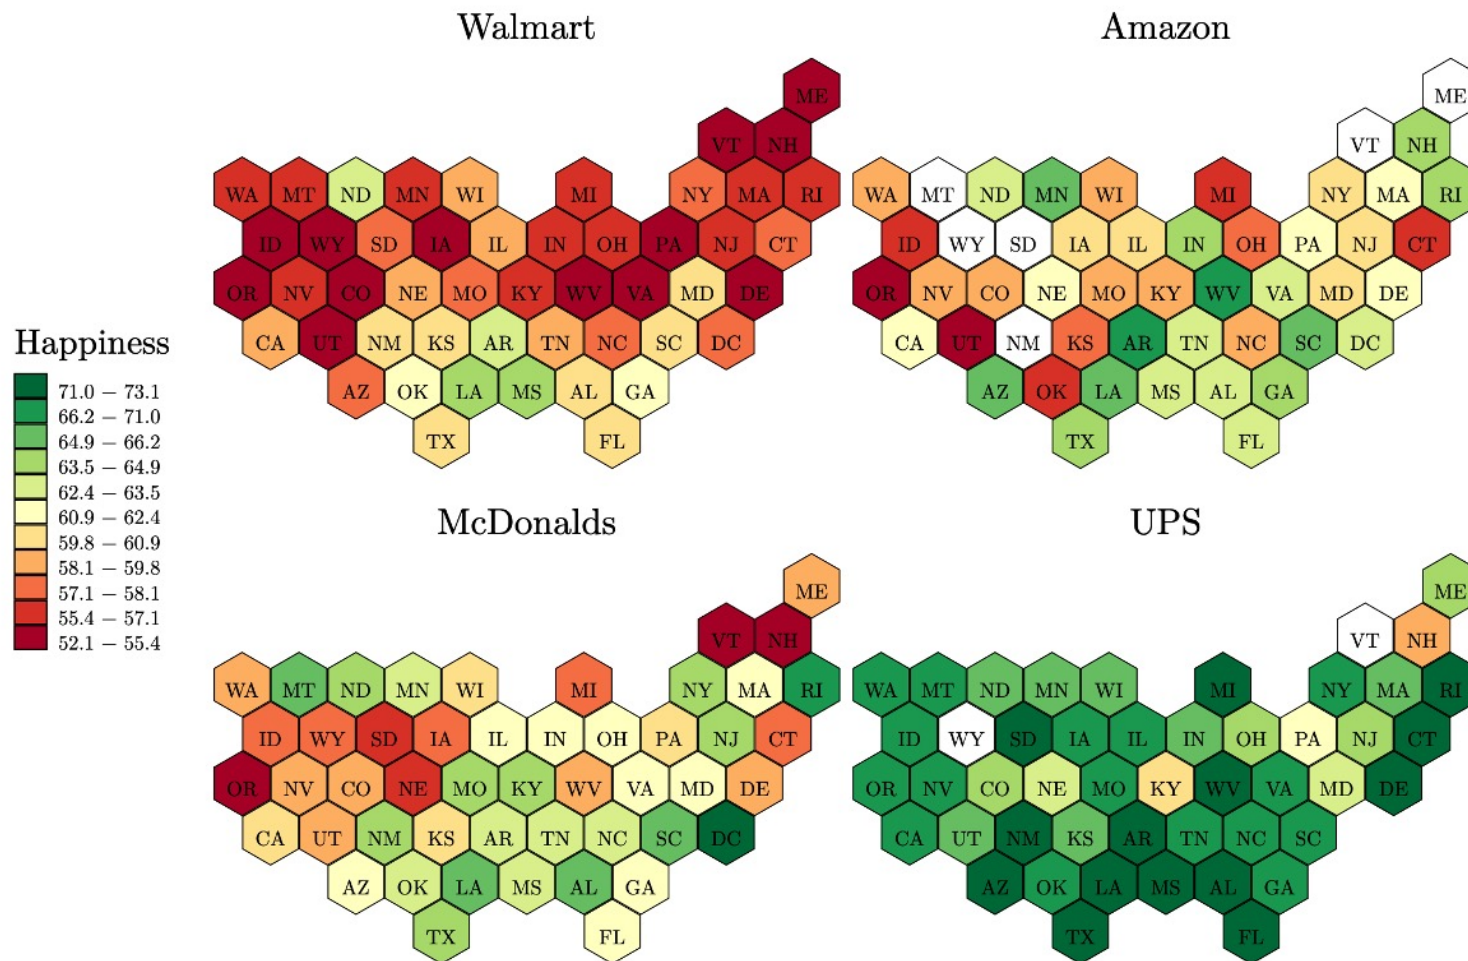 Walmart
ME
VT NH
WA MT ND MN WI MI NY MA RI
ID WY SD IA IL IN OH PA NJ CT
OR NV CO NE MO KY WV VA MD DE
CA UT NM KS AR TN NC SC DC
AZ OK LA MS AL GA
TX FL
Amazon
ME
VT NH
WA MT ND MN WI MI NY MA RI
ID WY SD IA IL IN OH PA NJ CT
OR NV CO NE MO KY WV VA MD DE
CA UT NM KS AR TN NC SC DC
AZ OK LA MS AL GA
TX FL
Happiness
71.0 – 73.1
66.2 – 71.0
64.9 – 66.2
63.5 – 64.9
62.4 – 63.5
60.9 – 62.4
59.8 – 60.9
58.1 – 59.8
57.1 – 58.1
55.4 – 57.1
52.1 – 55.4
McDonalds
ME
VT NH
WA MT ND MN WI MI NY MA RI
ID WY SD IA IL IN OH PA NJ CT
OR NV CO NE MO KY WV VA MD DE
CA UT NM KS AR TN NC SC DC
AZ OK LA MS AL GA
TX FL
UPS
ME
VT NH
WA MT ND MN WI MI NY MA RI
ID WY SD IA IL IN OH PA NJ CT
OR NV CO NE MO KY WV VA MD DE
CA UT NM KS AR TN NC SC
AZ OK LA MS AL GA
TX FL